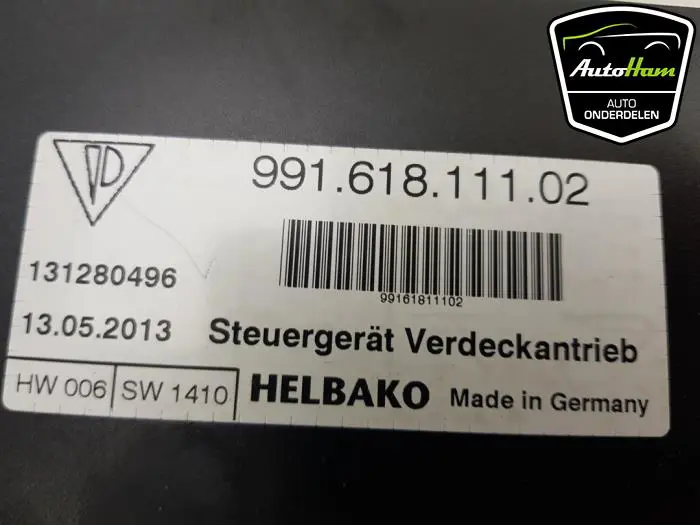 AutoHam
AUTO
ONDERDELEN
991.618.111.02
99161811102
131280496
13.05.2013
Steuergerät Verdeckantrieb
HW 006 SW 1410
HELBAKO Made in Germany